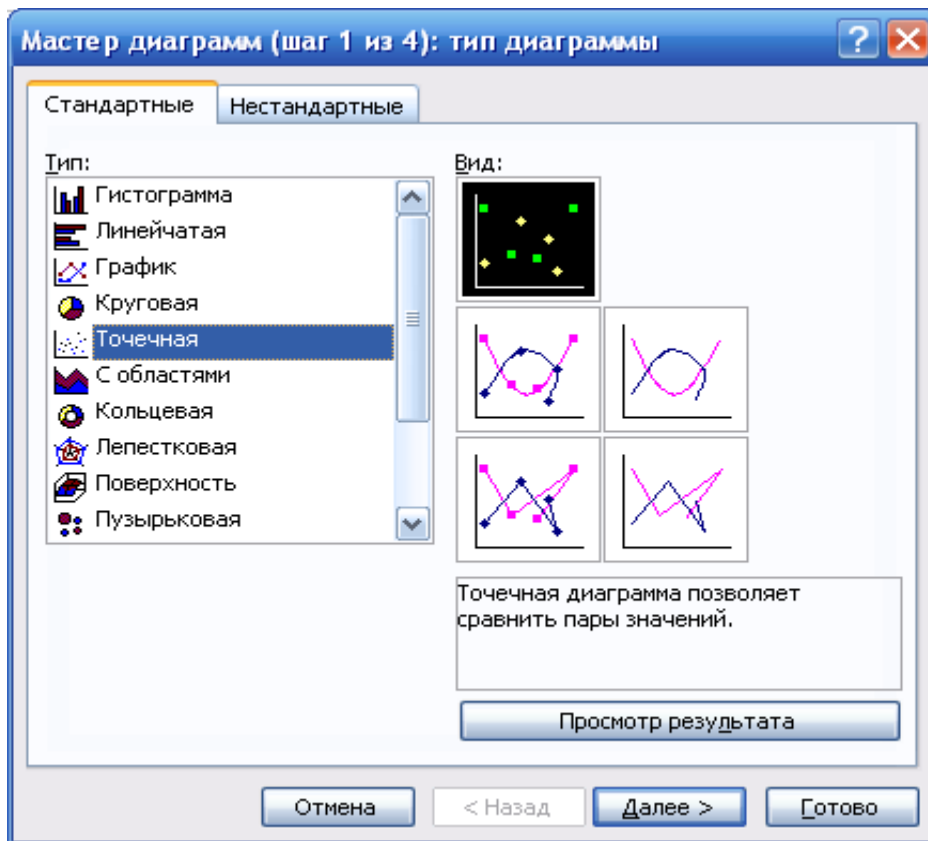 Мастер диаграмм (шаг 1 из 4): тип диаграммы
Стандартные
Нестандартные
Тип:
Гистограмма
Линейчатая
График
Круговая
Точечная
С областями
Кольцевая
Лепестковая
Поверхность
Пузырьковая
Вид:
Точечная диаграмма позволяет
сравнить пары значений.
Просмотр результата
Отмена
< Назад
Далее >
Готово